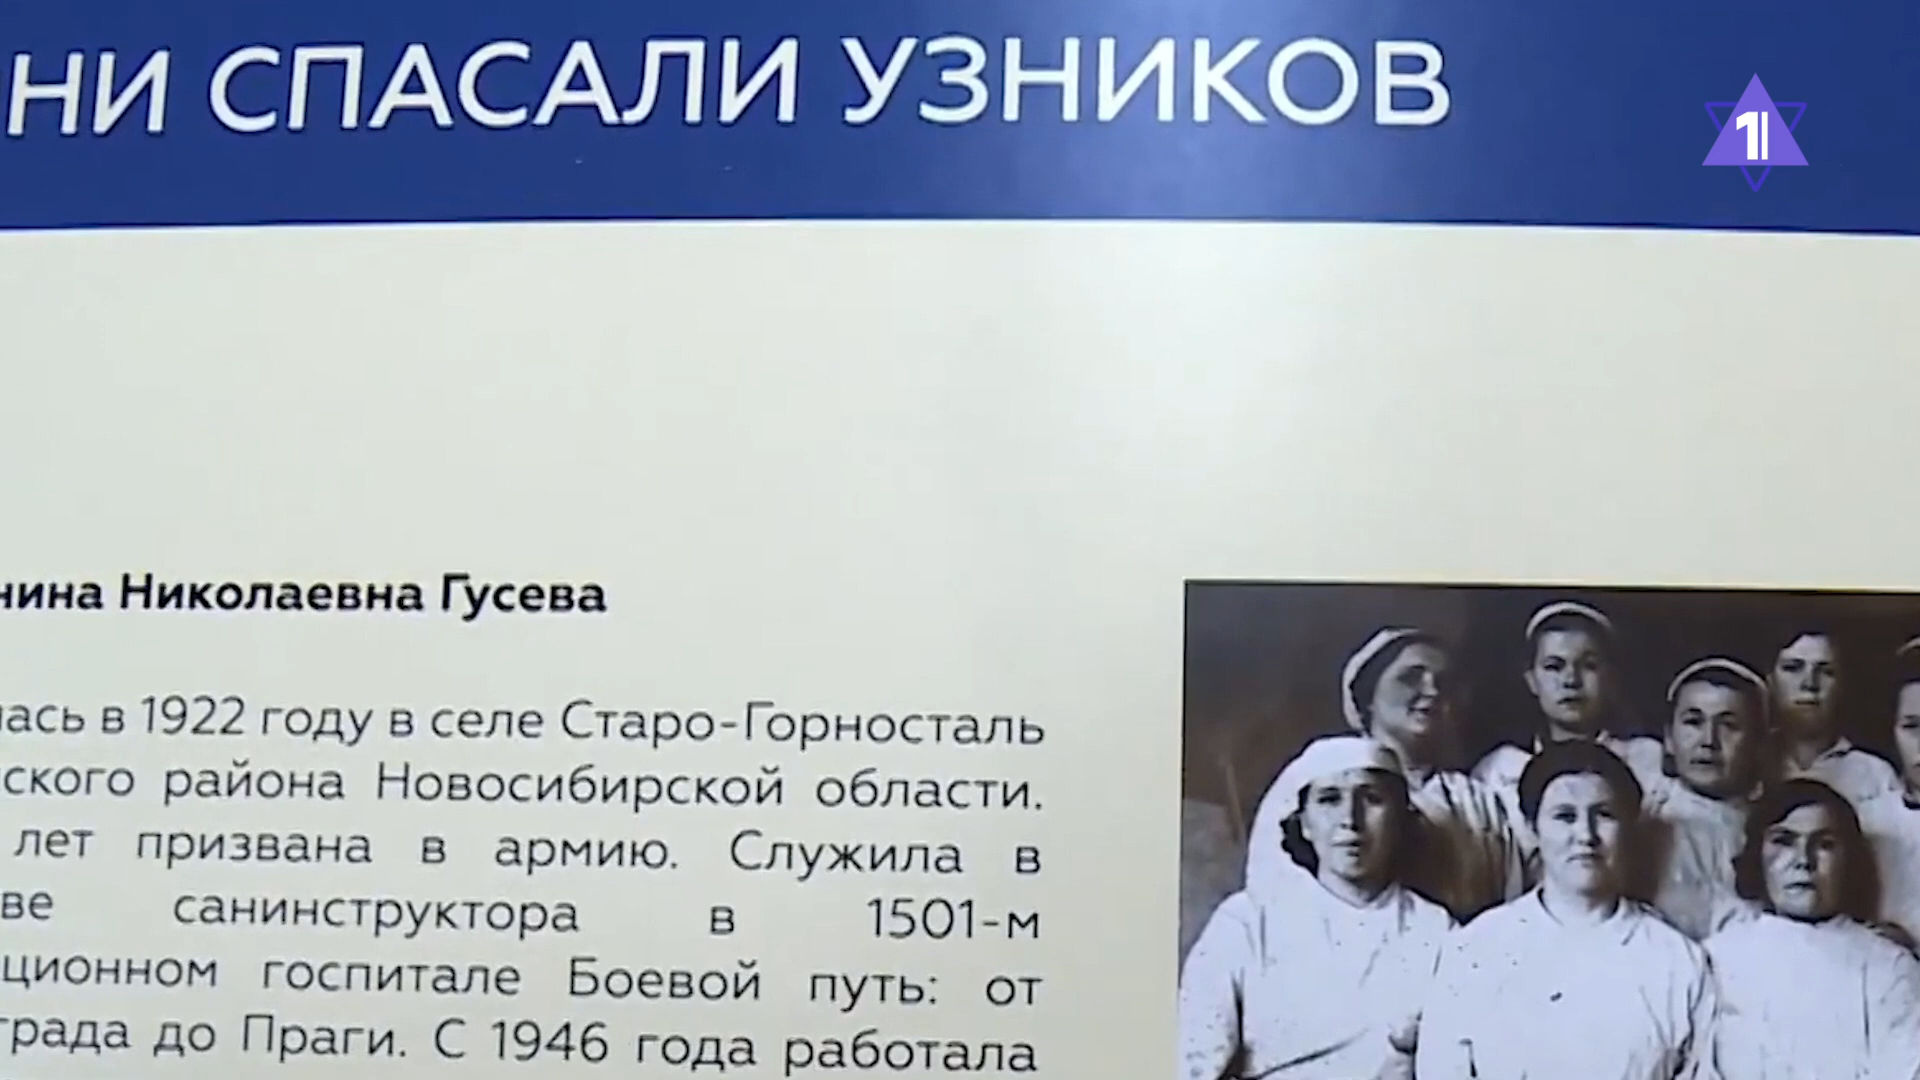 НИ СПАСАЛИ УЗНИКОВ
1
нина Николаевна Гусева
лась в 1922 году в селе Старо-Горносталь
ского района Новосибирской области.
лет призвана в армию. Служила в
ве санинструктора в 1501-м
ционном госпитале Боевой путь: от
града до Праги. С 1946 года работала